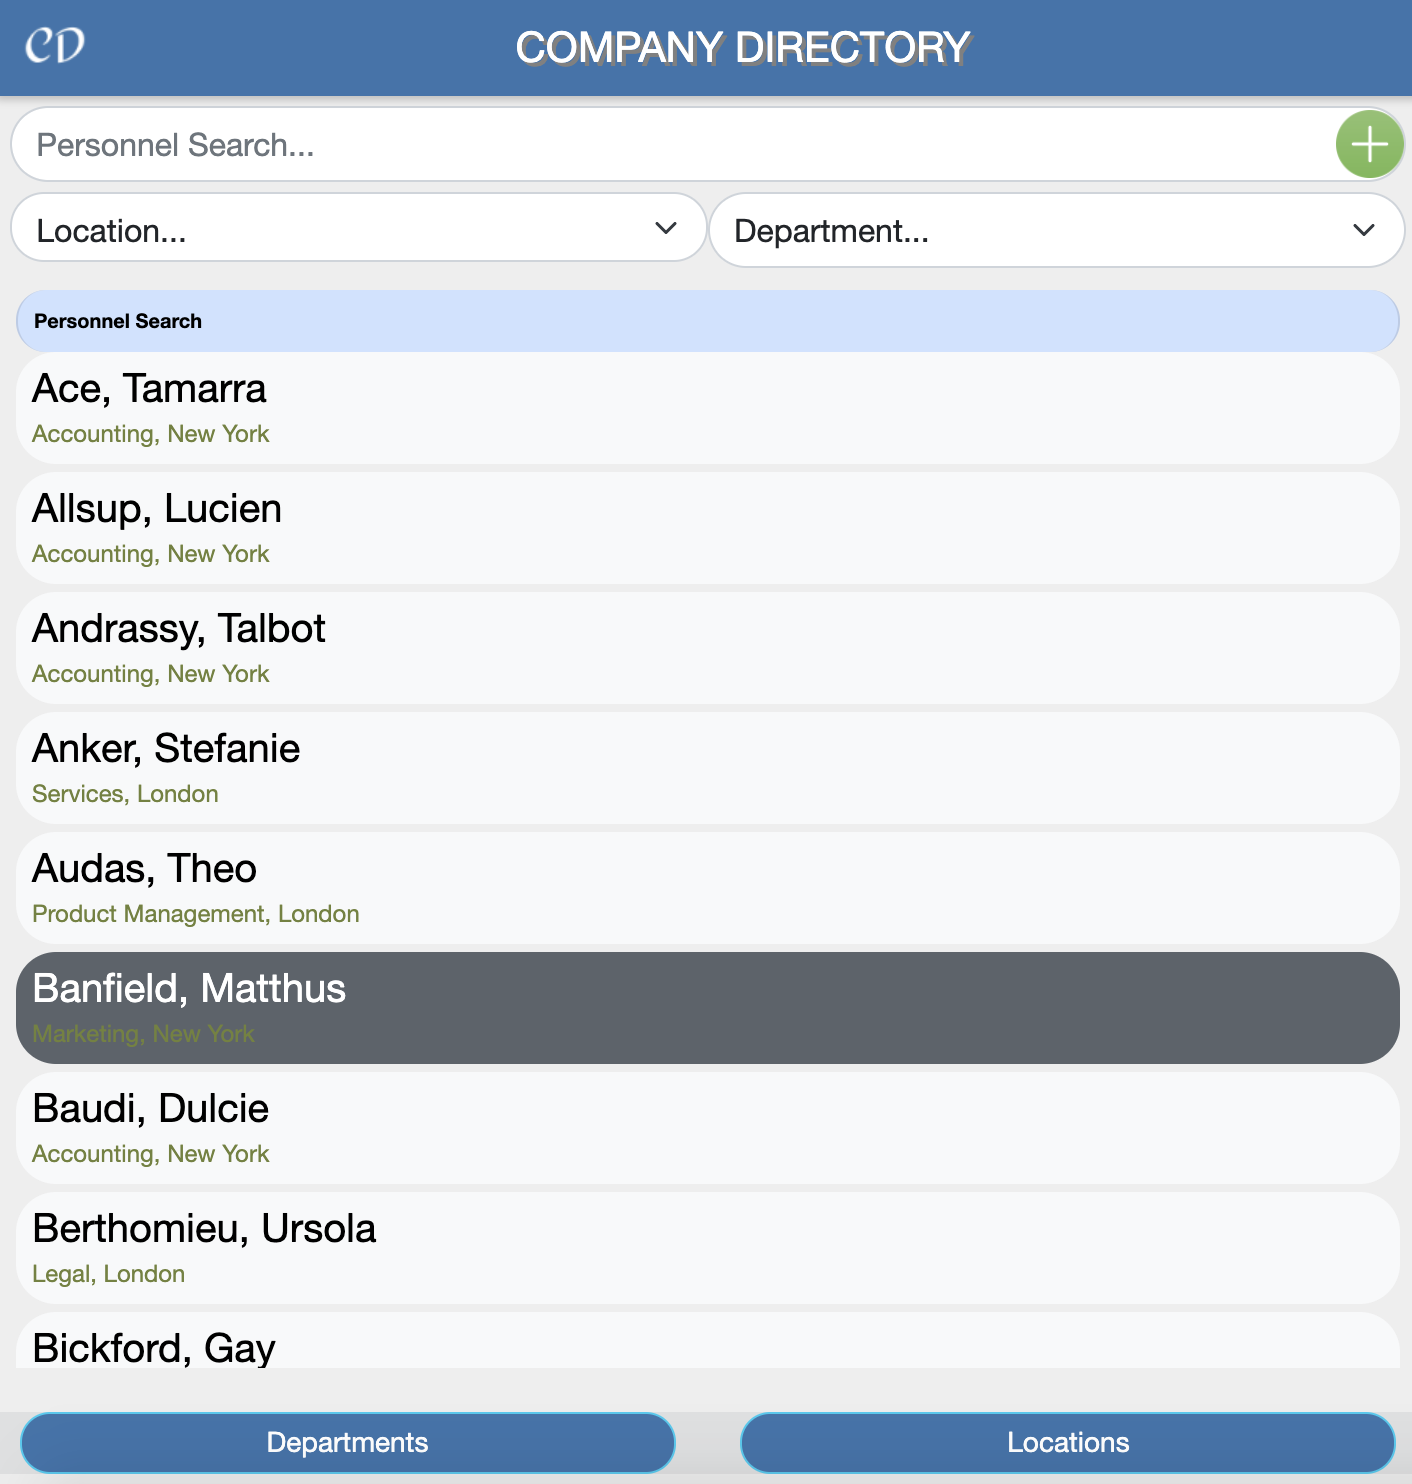 CD
COMPANY DIRECTORY
Personnel Search...
Location...
Department...
Personnel Search
Ace, Tamarra
Accounting, New York
Allsup, Lucien
Accounting, New York
Andrassy, Talbot
Accounting, New York
Anker, Stefanie
Services, London
Audas, Theo
Product Management, London
Banfield, Matthus
Marketing, New York
Baudi, Dulcie
Accounting, New York
Berthomieu, Ursola
Legal, London
Bickford, Gay
Departments
Locations